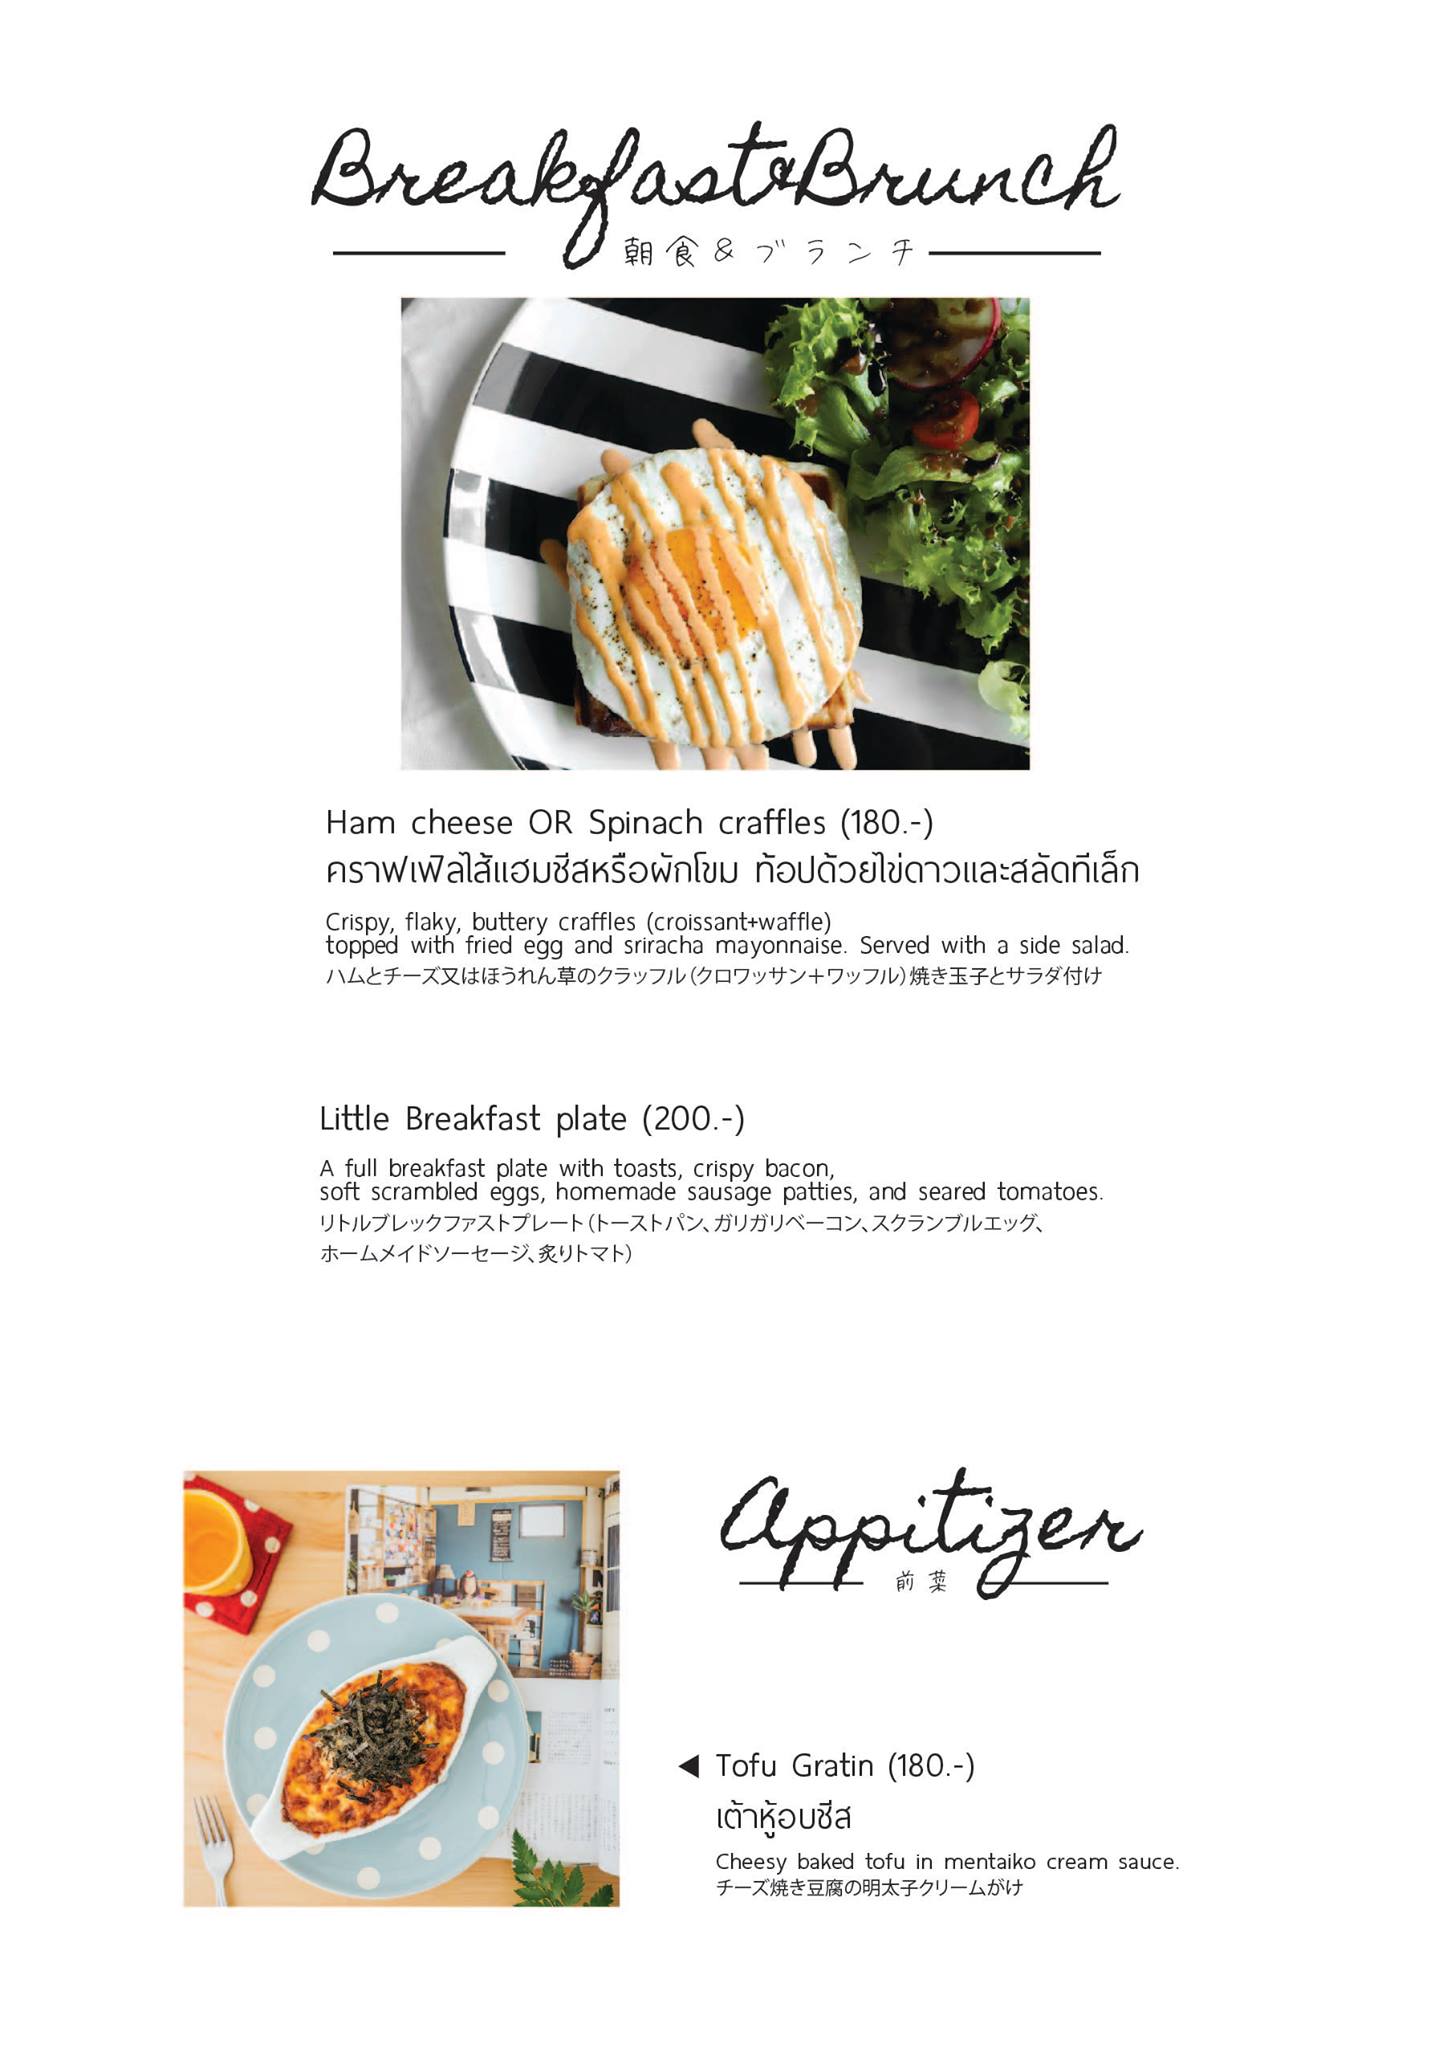 Breakfast&Brunch
朝食&ブランチ
Ham cheese OR Spinach craffles (180.-)
คราฟเฟิลไส้แฮมชีสหรือผักโขม ท้อปด้วยไข่ดาวและสลัดทีเล็ก
Crispy, flaky, buttery craffles (croissant+waffle)
topped with fried egg and sriracha mayonnaise. Served with a side salad.
ハムとチーズ又はほうれん草のクラッフル（クロワッサン＋ワッフル）焼き玉子とサラダ付け
Little Breakfast plate (200.-)
A full breakfast plate with toasts, crispy bacon,
soft scrambled eggs, homemade sausage patties, and seared tomatoes.
リトルブレックファストプレート（トーストパン、ガリガリベーコン、スクランブルエッグ、
ホームメイドソーセージ、炙りトマト）
Appitizer
前菜
◀ Tofu Gratin (180.-)
เต้าหู้อบชีส
Cheesy baked tofu in mentaiko cream sauce.
チーズ焼き豆腐の明太子クリームがけ